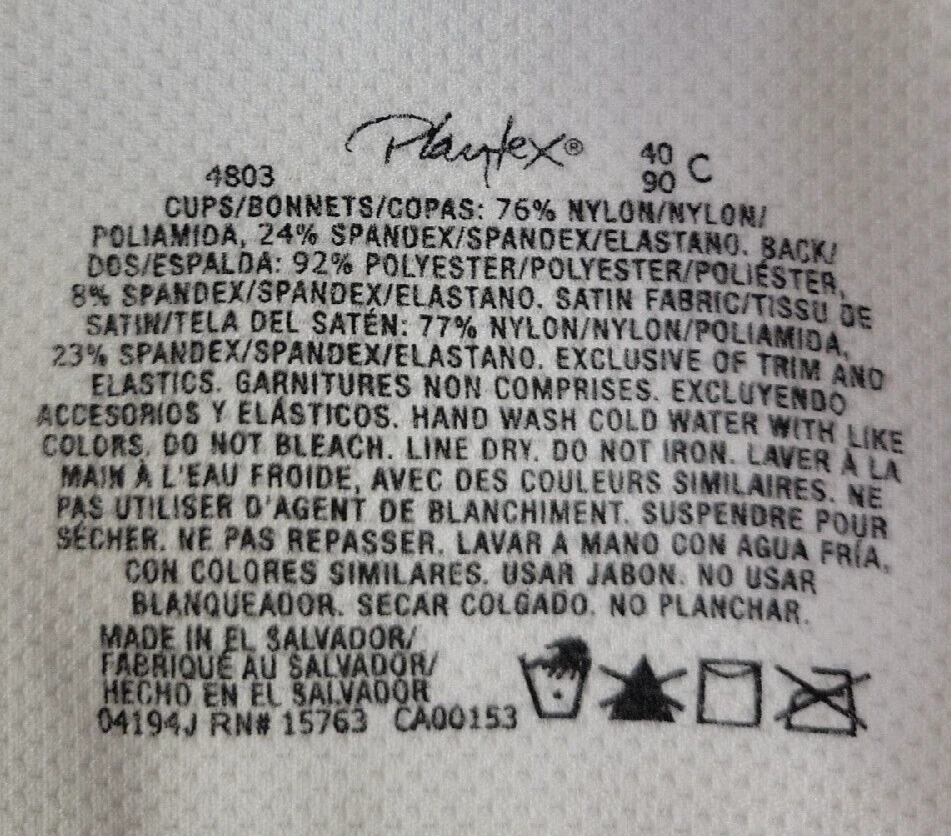 Playtex®
4803
40
90 C
CUPS/BONNETS/COPAS: 76% NYLON/NYLON/
POLIAMIDA, 24% SPANDEX/SPANDEX/ELASTANO. BACK/
DOS/ESPALDA: 92% POLYESTER/POLYESTER/POLIÉSTER,
8% SPANDEX/SPANDEX/ELASTANO. SATIN FABRIC/TISSU DE
SATIN/TELA DEL SATÉN: 77% NYLON/NYLON/POLIAMIDA,
23% SPANDEX/SPANDEX/ELASTANO. EXCLUSIVE OF TRIM AND
ELASTICS. GARNITURES NON COMPRISES. EXCLUYENDO
ACCESORIOS Y ELÁSTICOS. HAND WASH COLD WATER WITH LIKE
COLORS. DO NOT BLEACH. LINE DRY. DO NOT IRON. LAVER À LA
MAIN À L'EAU FROIDE, AVEC DES COULEURS SIMILAIRES. NE
PAS UTILISER D'AGENT DE BLANCHIMENT. SUSPENDRE POUR
SÉCHER. NE PAS REPASSER. LAVAR A MANO CON AGUA FRÍA,
CON COLORES SIMILARES. USAR JABON. NO USAR
BLANQUEADOR. SECAR COLGADO. NO PLANCHAR.
MADE IN EL SALVADOR/
FABRIQUÉ AU SALVADOR/
HECHO EN EL SALVADOR
04194J RN# 15763 CA00153